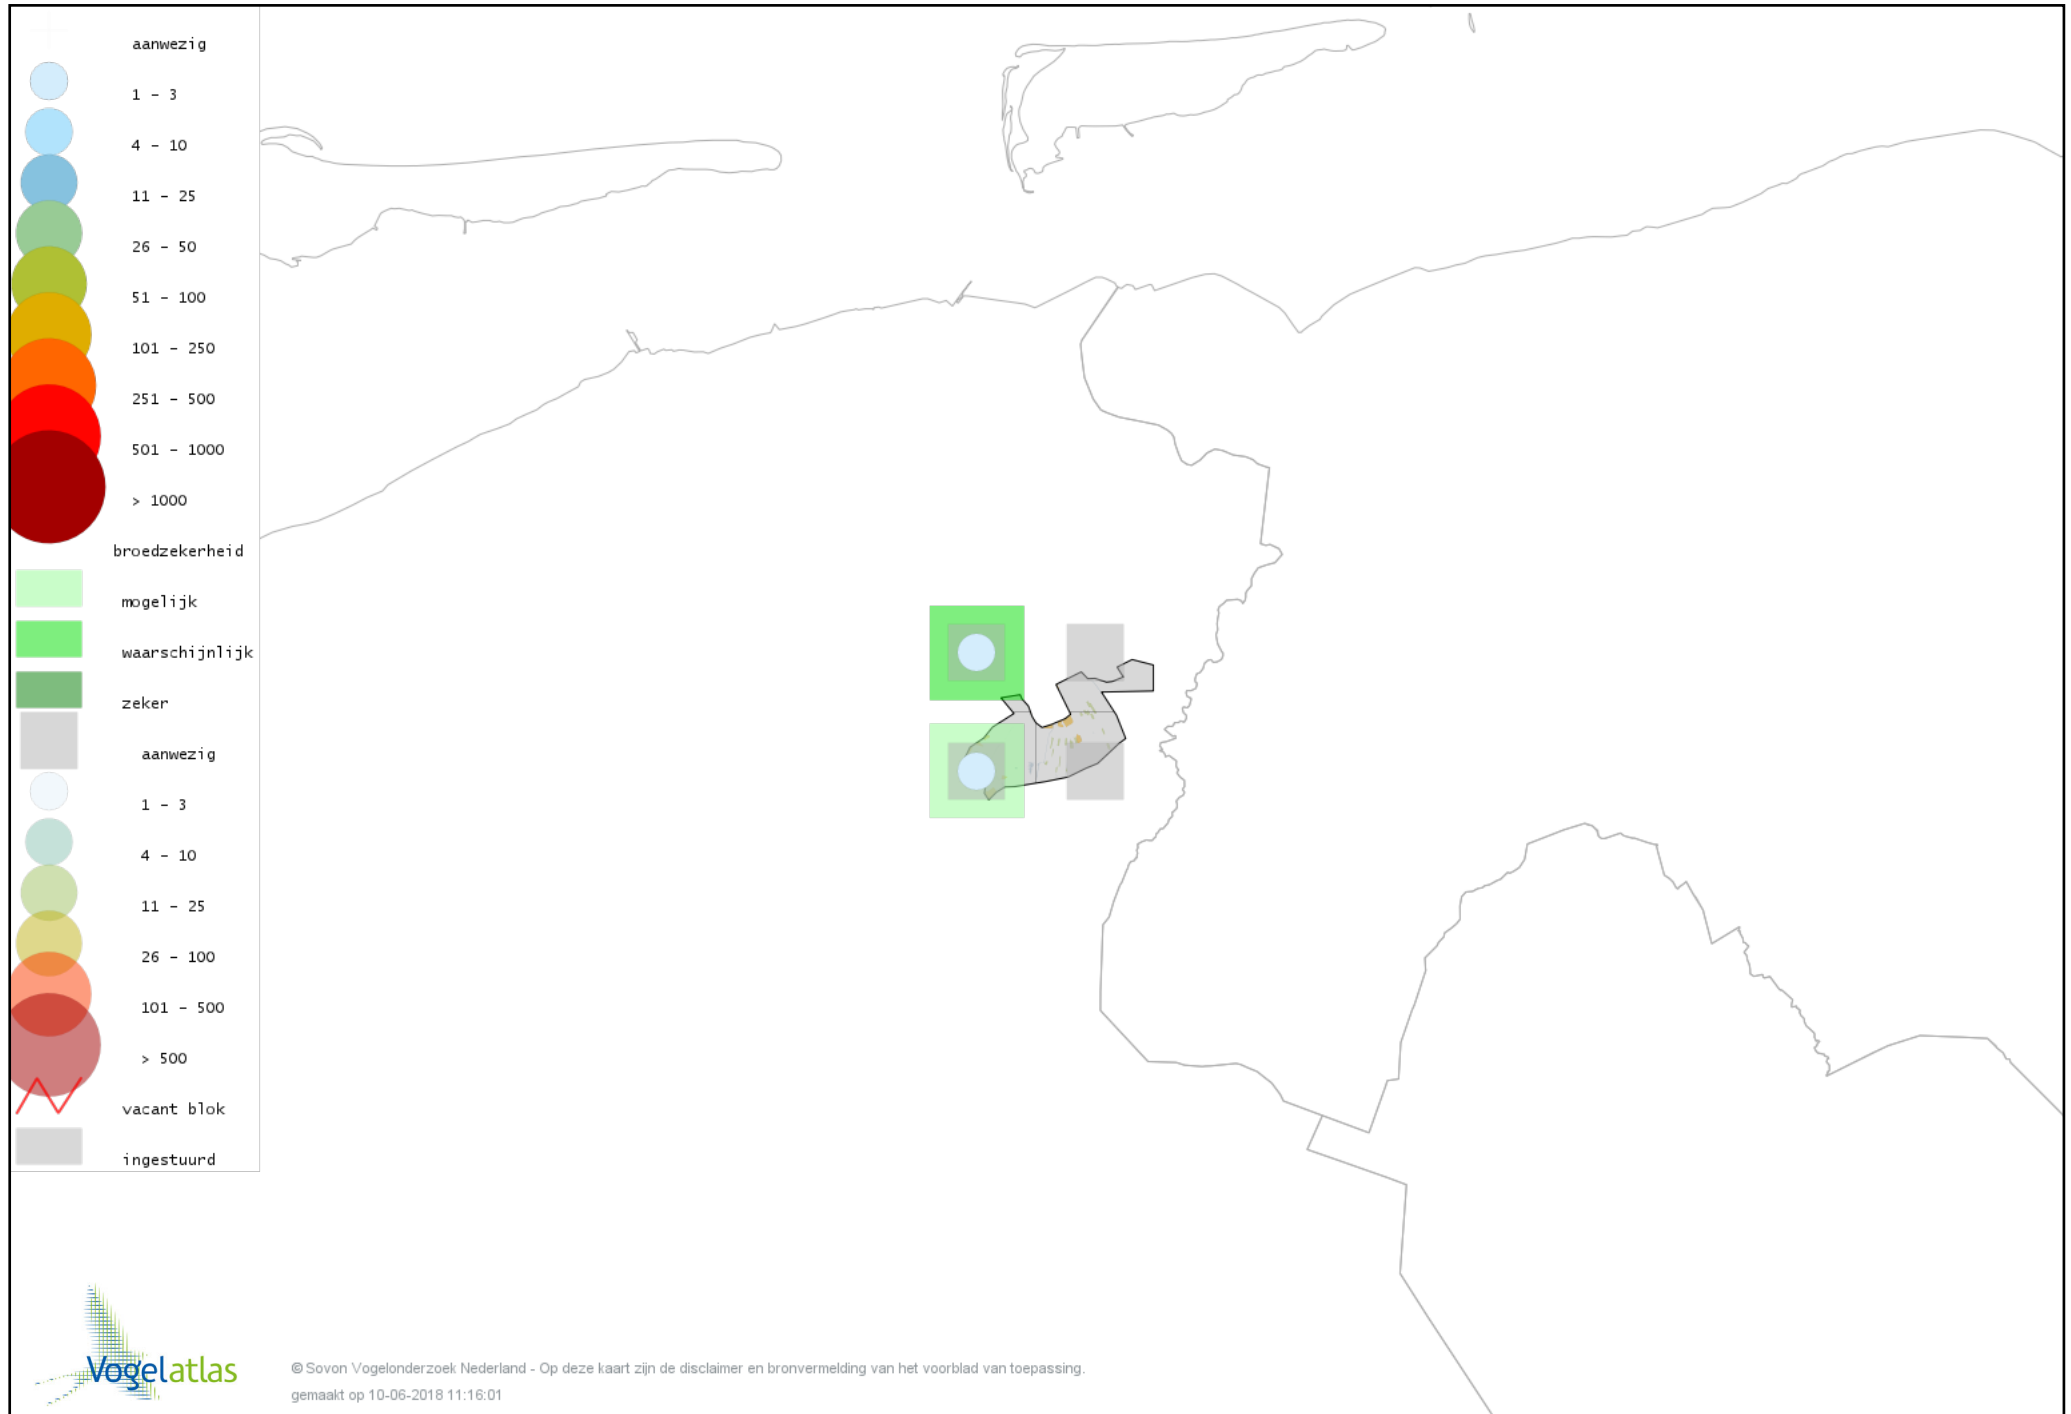 aanwezig
1 - 3
4 - 10
11 - 25
26 - 50
51 - 100
101 - 250
251 - 500
501 - 1000
> 1000
broedzekerheid
mogelijk
waarschijnlijk
zeker
aanwezig
1 - 3
4 - 10
11 - 25
26 - 100
101 - 500
> 500
vacant blok
ingestuurd
Vogelatlas
© Sovon Vogelonderzoek Nederland - Op deze kaart zijn de disclaimer en bronvermelding van het voorblad van toepassing.
gemaakt op 10-06-2018 11:16:01